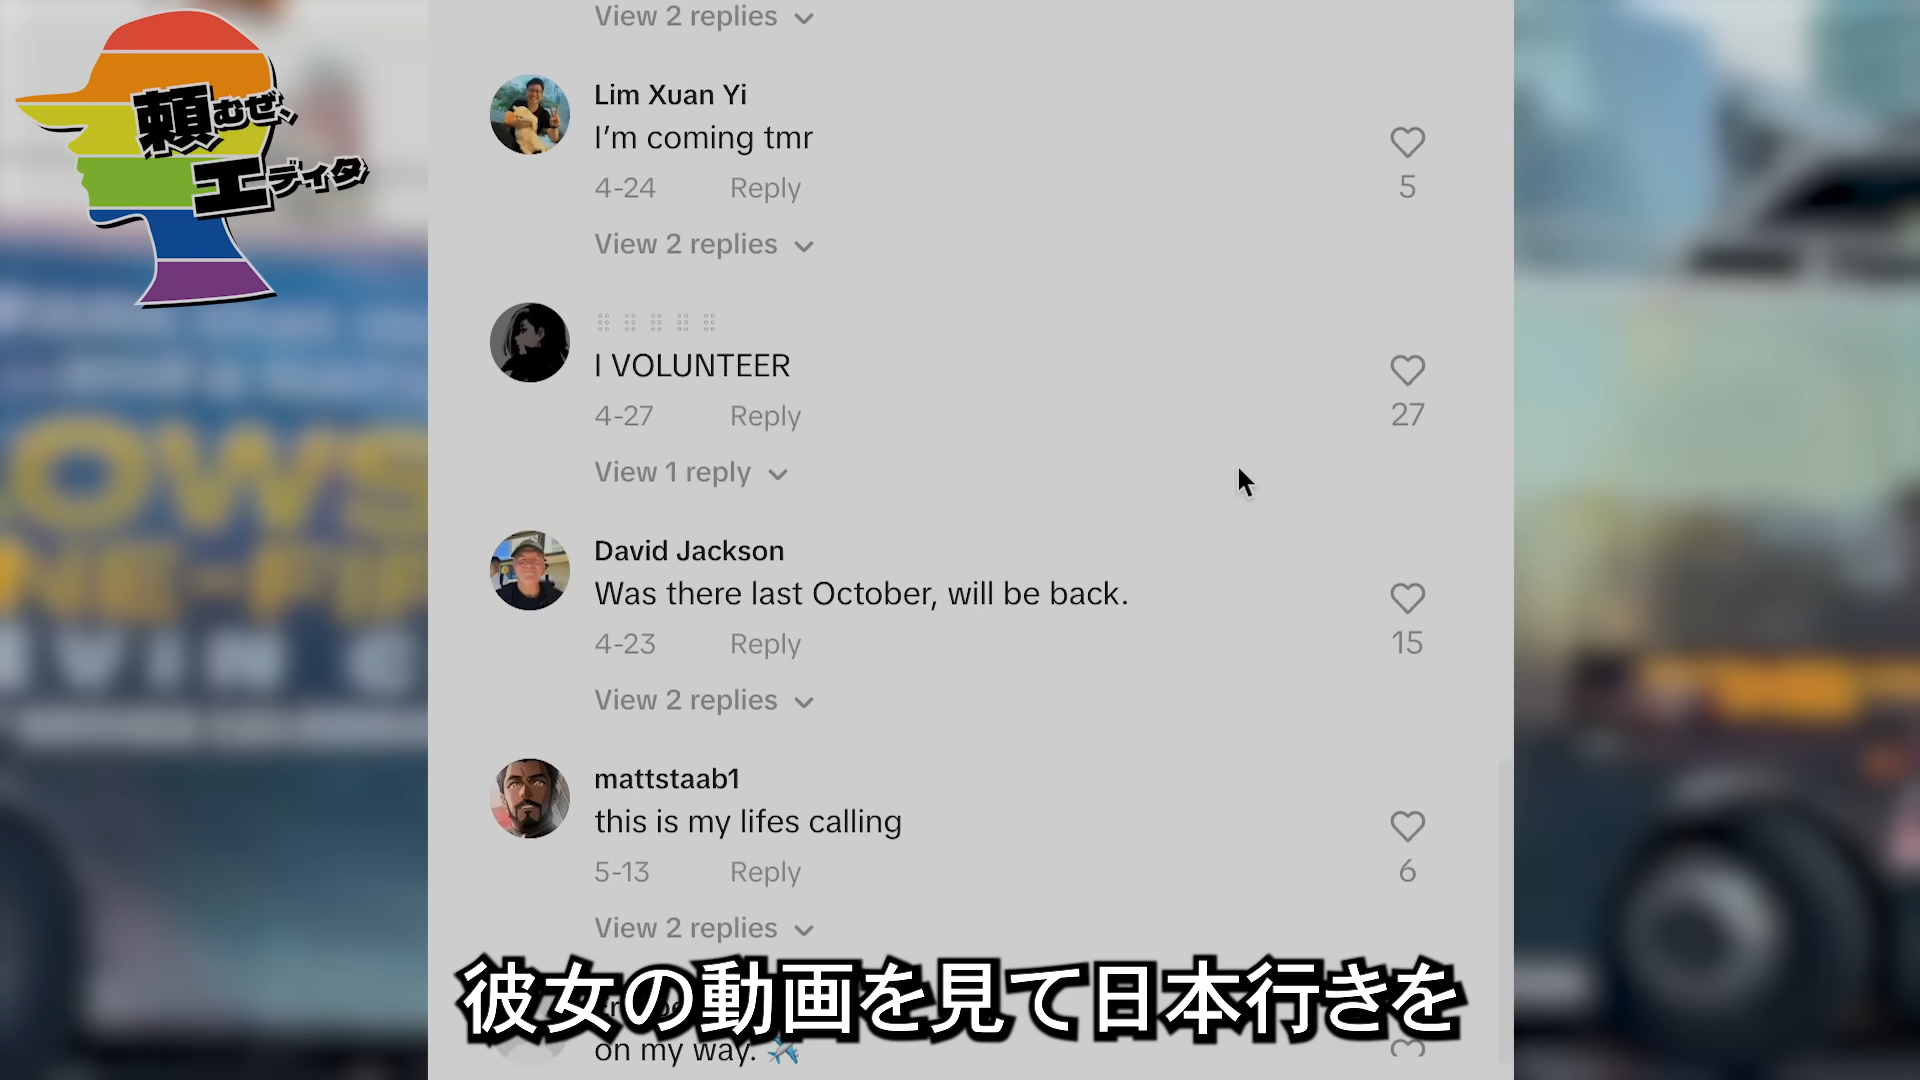 頼むぜ、
エディタ
View 2 replies
Lim Xuan Yi
I'm coming tmr
4-24 Reply
5
View 2 replies
I VOLUNTEER
4-27 Reply
27
View 1 reply
David Jackson
Was there last October, will be back.
4-23 Reply
15
View 2 replies
mattstaab1
this is my lifes calling
5-13 Reply
6
View 2 replies
彼女の動画を見て日本行きを
on my way. ✈️